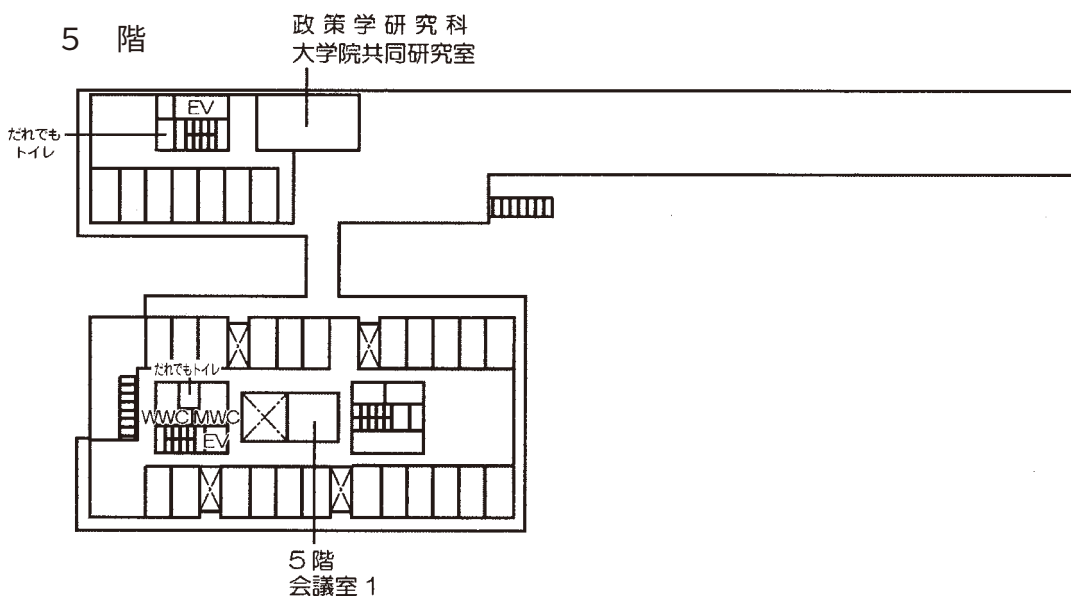 5 階
政策学研究科
大学院共同研究室
EV
だれでも
トイレ
だれでもトイレ
WWC MWC
EV
5階
会議室1